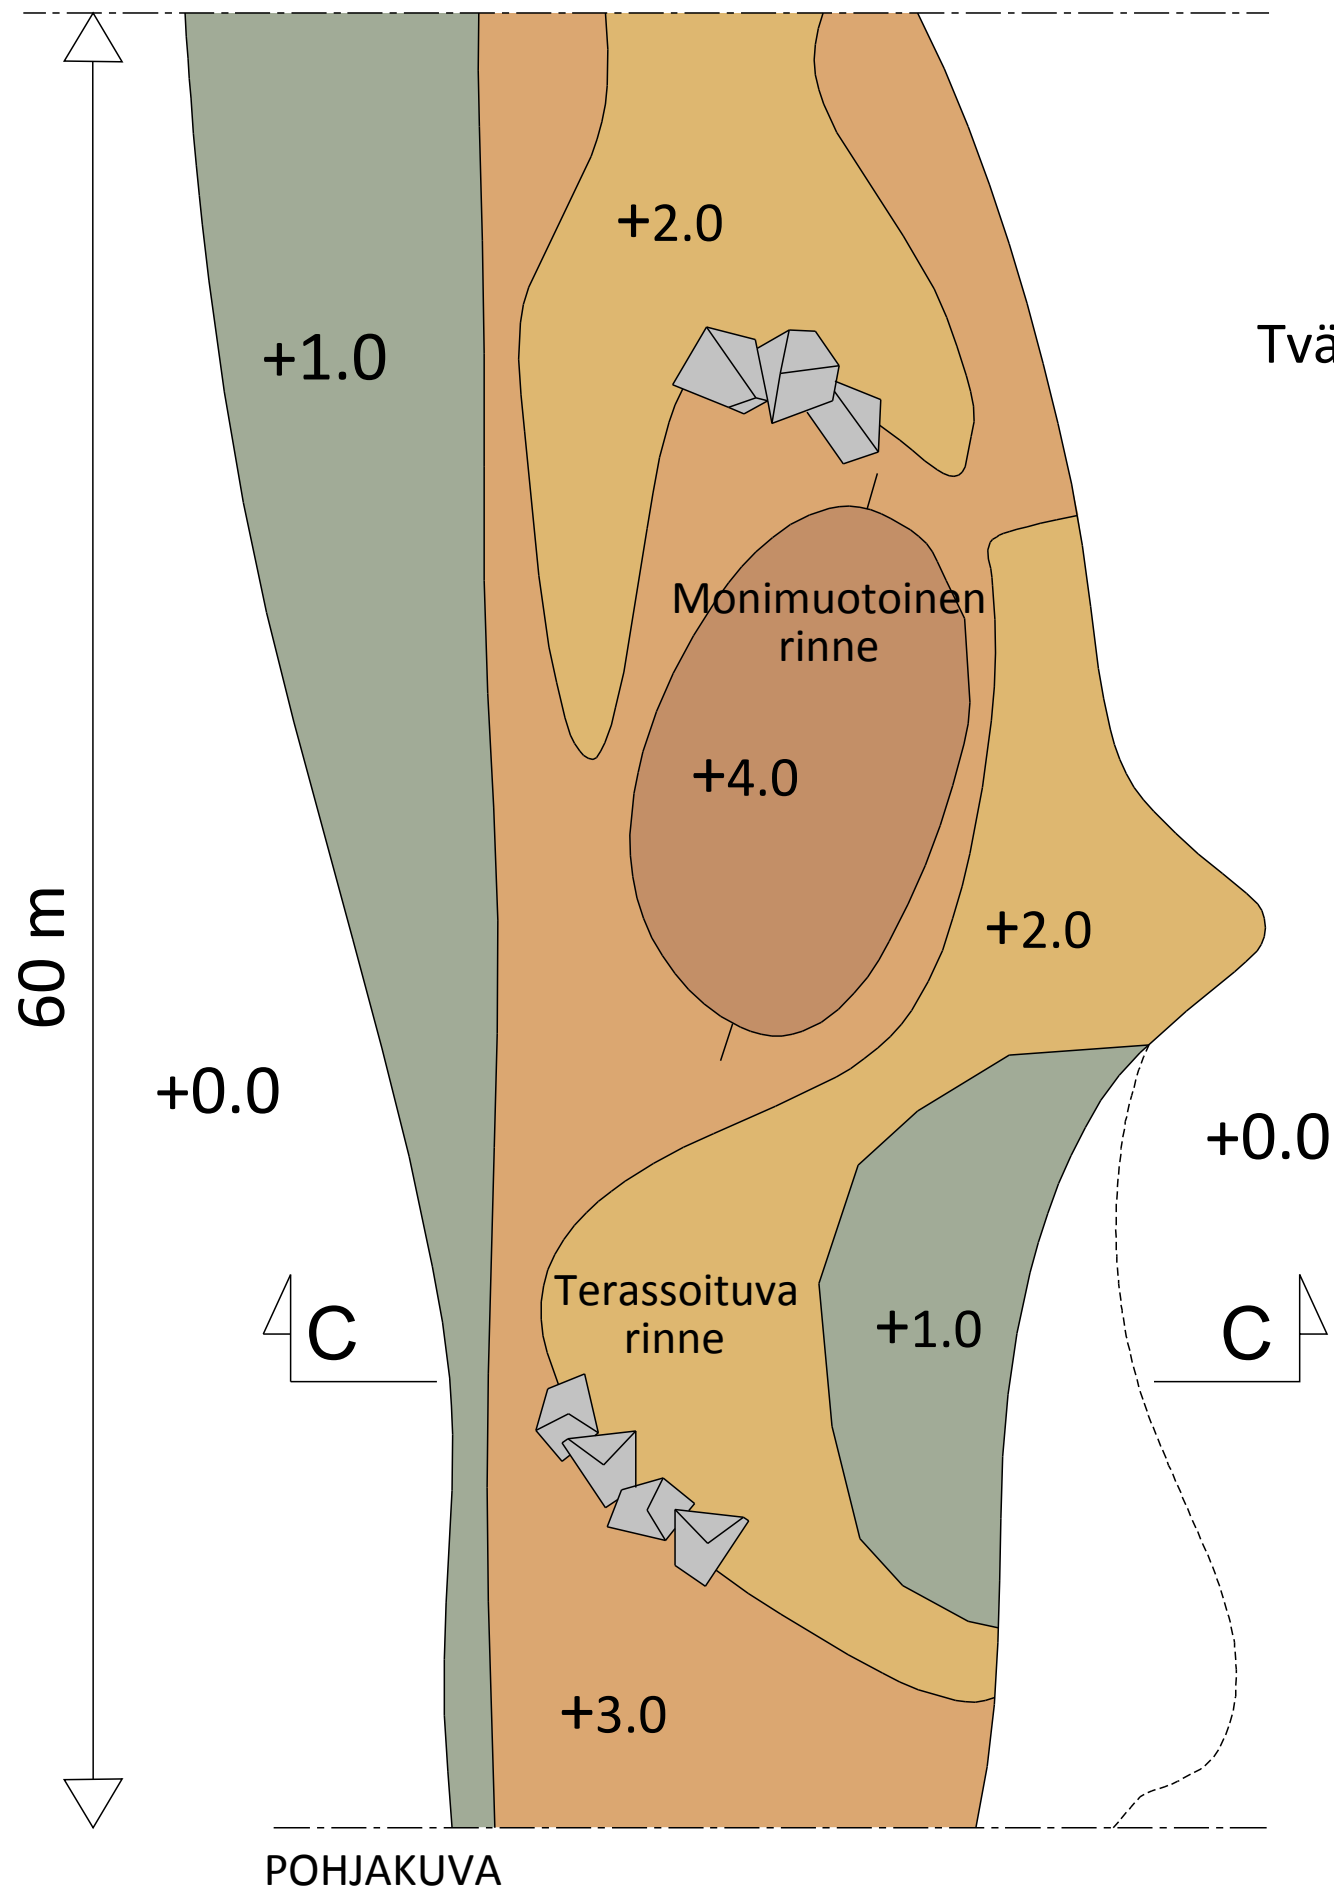 +2.0
+1.0
Tvä
Monimuotoinen
rinne
+4.0
60 m
+2.0
+0.0
+0.0
Terassoituva
rinne
+1.0
C
C
+3.0
POHJAKUVA